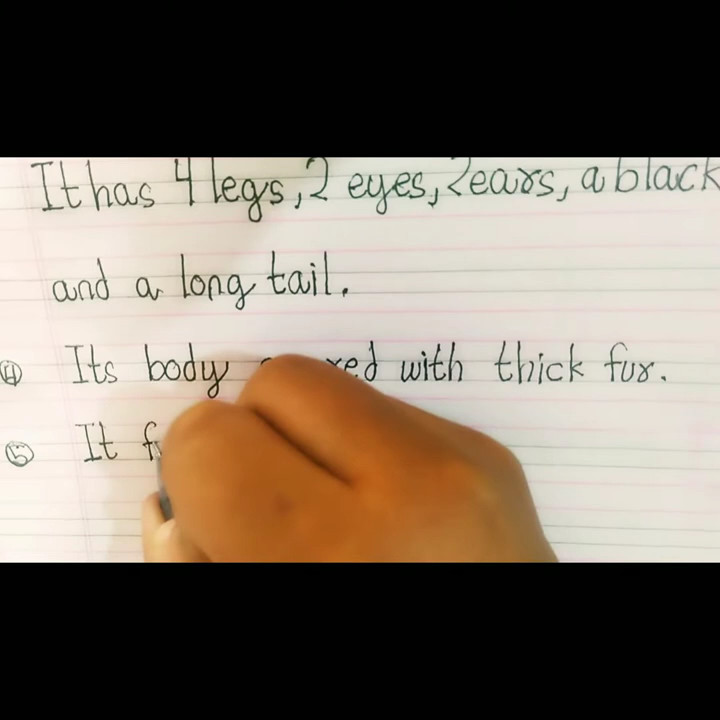 It has 4 legs, 2 eyes, 2 ears, a black
and a long tail.
④ Its body with thick fur.
⑤ It